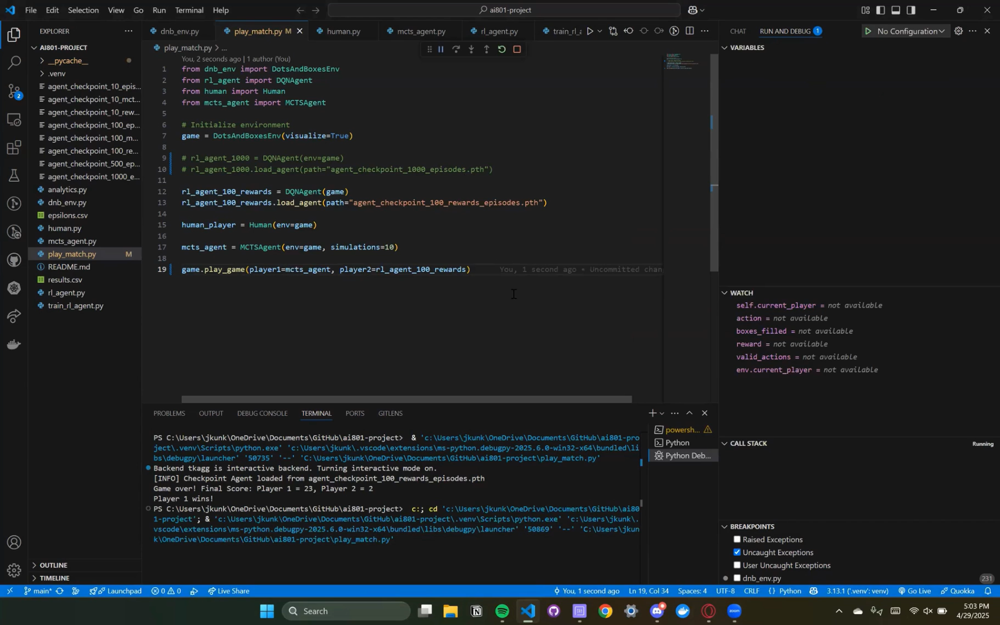 File Edit Selection View Go Run Terminal Help
ai801-project
EXPLORER
dnb_env.py
play_match.py M
human.py
mcts_agent.py
rl_agent.py
train_rl_a
CHAT
RUN AND DEBUG 1
No Configuration
AI801-PROJECT
__pycache__
.venv
agent_checkpoint_10_epis...
agent_checkpoint_10_mct...
agent_checkpoint_10_rew...
agent_checkpoint_100_ep...
agent_checkpoint_100_m...
agent_checkpoint_100_re...
agent_checkpoint_500_ep...
agent_checkpoint_1000_e...
analytics.py
dnb_env.py
epsilons.csv
human.py
mcts_agent.py
play_match.py M
README.md
results.csv
rl_agent.py
train_rl_agent.py
OUTLINE
TIMELINE
2
play_match.py > ...
You, 2 seconds ago | 1 author (You)
1 from dnb_env import DotsAndBoxesEnv
2 from rl_agent import DQNAgent
3 from human import Human
4 from mcts_agent import MCTSAgent
5
6 # Initialize environment
7 game = DotsAndBoxesEnv(visualize=True)
8
9 # rl_agent_1000 = DQNAgent(env=game)
10 # rl_agent_1000.load_agent(path="agent_checkpoint_1000_episodes.pth")
11
12 rl_agent_100_rewards = DQNAgent(game)
13 rl_agent_100_rewards.load_agent(path="agent_checkpoint_100_rewards_episodes.pth")
14
15 human_player = Human(env=game)
16
17 mcts_agent = MCTSAgent(env=game, simulations=10)
18
19 game.play_game(player1=mcts_agent, player2=rl_agent_100_rewards) You, 1 second ago • Uncommitted chan
VARIABLES
WATCH
self.current_player = not available
action = not available
boxes_filled = not available
reward = not available
valid_actions = not available
env.current_player = not available
CALL STACK Running
BREAKPOINTS
Raised Exceptions
Uncaught Exceptions
User Uncaught Exceptions
dnb_env.py 231
PROBLEMS OUTPUT DEBUG CONSOLE TERMINAL PORTS GITLENS
powersh...
Python
Python Deb...
PS C:\Users\jkunk\OneDrive\Documents\GitHub\ai801-project> & 'c:\Users\jkunk\OneDrive\Documents\GitHub\ai801-pro
ject\.venv\Scripts\python.exe' 'c:\Users\jkunk\.vscode\extensions\ms-python.debugpy-2025.6.0-win32-x64\bundled\li
bs\debugpy\launcher' '50735' '--' 'C:\Users\jkunk\OneDrive\Documents\GitHub\ai801-project\play_match.py'
Backend tkagg is interactive backend. Turning interactive mode on.
[INFO] Checkpoint Agent loaded from agent_checkpoint_100_rewards_episodes.pth
Game over! Final Score: Player 1 = 23, Player 2 = 2
Player 1 wins!
PS C:\Users\jkunk\OneDrive\Documents\GitHub\ai801-project> c:; cd 'c:\Users\jkunk\OneDrive\Documents\GitHub\ai80
1-project'; & 'c:\Users\jkunk\OneDrive\Documents\GitHub\ai801-project\.venv\Scripts\python.exe' 'c:\Users\jkunk\.
vscode\extensions\ms-python.debugpy-2025.6.0-win32-x64\bundled\libs\debugpy\launcher' '50869' '--' 'C:\Users\jkun
k\OneDrive\Documents\GitHub\ai801-project\play_match.py'
main* Launchpad 0 0 Live Share You, 1 second ago Ln 19, Col 34 Spaces: 4 UTF-8 CRLF {} Python 3.13.1 ('.venv': venv) Go Live Quokka
Search
zoom
5:03 PM
4/29/2025